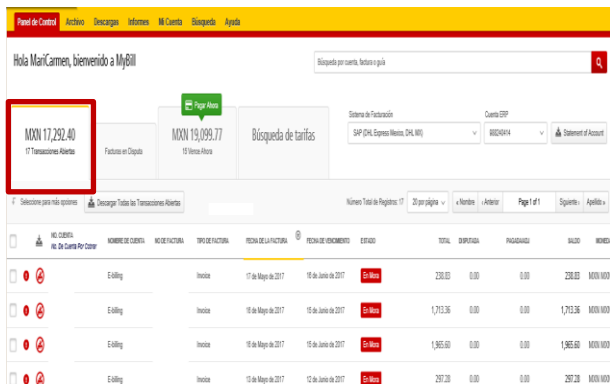 Panel de Control Archivo Descargas Informes Mi Cuenta Búsqueda Ayuda
Hola MariCarmen, bienvenido a MyBill
Búsqueda por cuenta, factura o guía
Pagar Ahora
Sistema de Facturación Cuenta ERP
MXN 17,292.40
17 Transacciones Abiertas
Facturas en Disputa
MXN 19,099.77
15 Vence Ahora
Búsqueda de tarifas
SAP (DHL Express Mexico, DHL MX)
Statement of Account
Seleccione para más opciones Descargar Todas las Transacciones Abiertas Número Total de Registros: 17 20 por página « Nombre ‹ Anterior Page 1 of 1 Siguiente › Apellido »
NO. CUENTA
No. De Cuenta Por Cobrar
NOMBRE DE CUENTA NO DE FACTURA TIPO DE FACTURA FECHA DE LA FACTURA FECHA DE VENCIMIENTO ESTADO TOTAL DISPUTADA PAGADA SALDO MONEDA
E-billing Invoice 17 de Mayo de 2017 16 de Junio de 2017 En Mora 238.83 0.00 0.00 238.83 MXN MXN
E-billing Invoice 16 de Mayo de 2017 15 de Junio de 2017 En Mora 1,713.36 0.00 0.00 1,713.36 MXN MXN
E-billing Invoice 16 de Mayo de 2017 15 de Junio de 2017 En Mora 1,965.60 0.00 0.00 1,965.60 MXN MXN
E-billing Invoice 13 de Mayo de 2017 12 de Junio de 2017 En Mora 297.28 0.00 0.00 297.28 MXN MXN